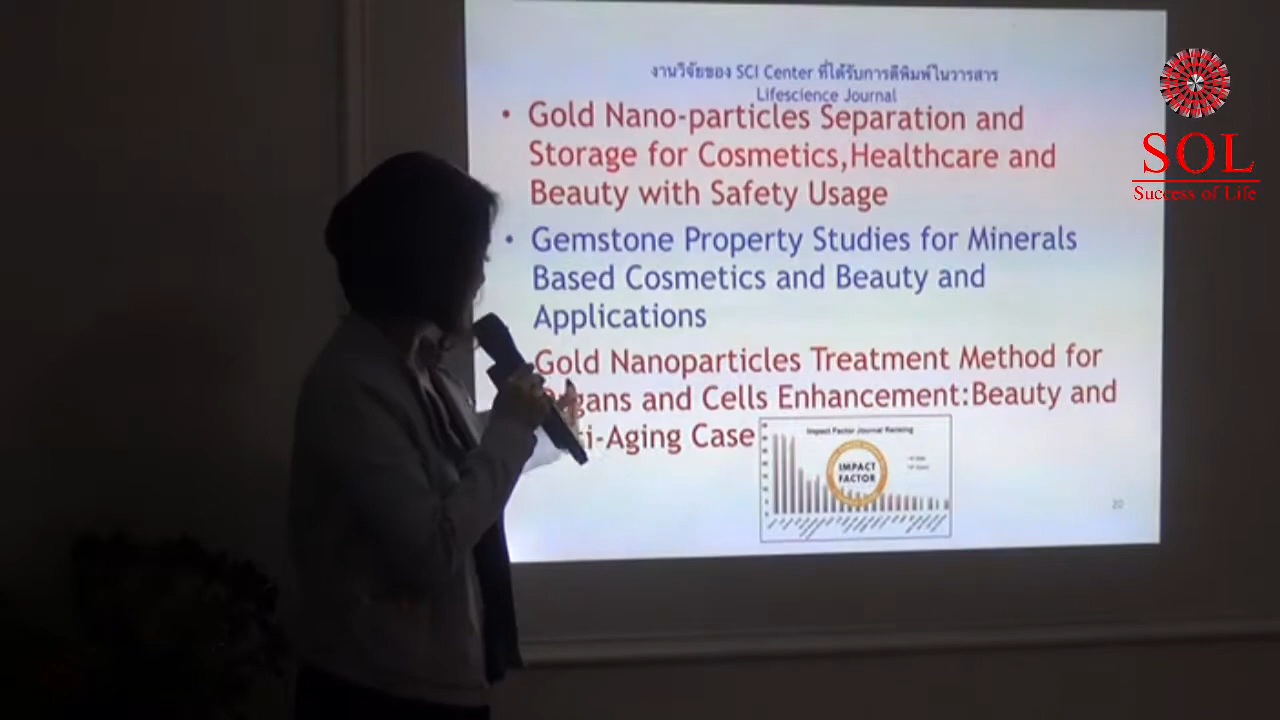 งานวิจัยของ SCI Center ที่ได้รับการตีพิมพ์ในวารสาร
Lifescience Journal
• Gold Nano-particles Separation and
Storage for Cosmetics,Healthcare and
Beauty with Safety Usage
• Gemstone Property Studies for Minerals
Based Cosmetics and Beauty and
Applications
Gold Nanoparticles Treatment Method for
gans and Cells Enhancement:Beauty and
i-Aging Case
Impact Factor Journal Ranking
IMPACT
FACTOR
20
SOL
Success of Life